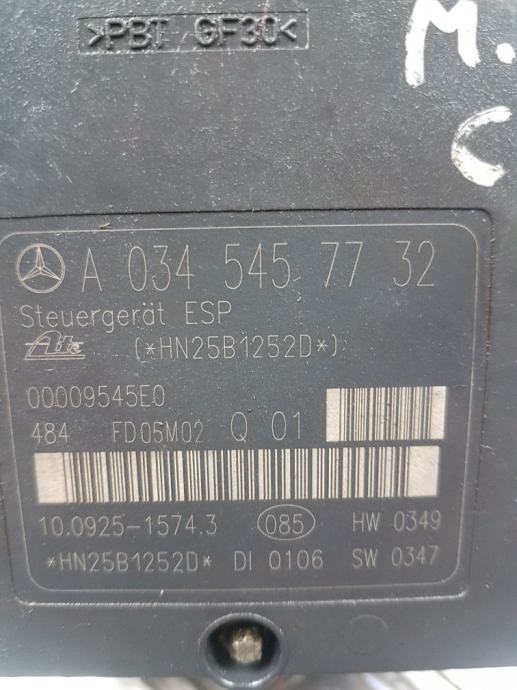 >PBT GF30<
M.
C
A 034 545 77 32
Steuergerät ESP
Ate (*HN25B1252D*)
00009545E0
484 FD05M02 Q 01
10.0925-1574.3 085 HW 0349
*HN25B1252D* DI 0106 SW 0347